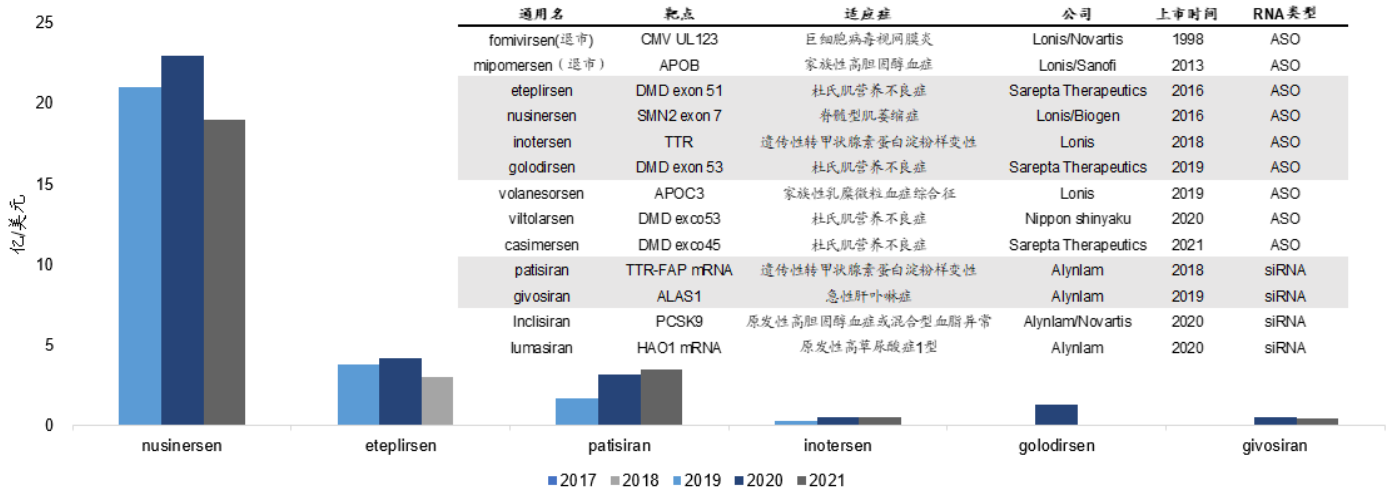 通用名 靶点 适应症 公司 上市时间 RNA类型
fomivirsen(退市) CMV UL123 巨细胞病毒视网膜炎 Lonis/Novartis 1998 ASO
mipomersen（退市） APOB 家族性高胆固醇血症 Lonis/Sanofi 2013 ASO
eteplirsen DMD exon 51 杜氏肌营养不良症 Sarepta Therapeutics 2016 ASO
nusinersen SMN2 exon 7 脊髓型肌萎缩症 Lonis/Biogen 2016 ASO
inotersen TTR 遗传性转甲状腺素蛋白淀粉样变性 Lonis 2018 ASO
golodirsen DMD exon 53 杜氏肌营养不良症 Sarepta Therapeutics 2019 ASO
volanesorsen APOC3 家族性乳糜微粒血症综合征 Lonis 2019 ASO
viltolarsen DMD exco53 杜氏肌营养不良症 Nippon shinyaku 2020 ASO
casimersen DMD exco45 杜氏肌营养不良症 Sarepta Therapeutics 2021 ASO
patisiran TTR-FAP mRNA 遗传性转甲状腺素蛋白淀粉样变性 Alynlam 2018 siRNA
givosiran ALAS1 急性肝卟啉症 Alynlam 2019 siRNA
Inclisiran PCSK9 原发性高胆固醇血症或混合型血脂异常 Alynlam/Novartis 2020 siRNA
lumasiran HAO1 mRNA 原发性高草尿酸症1型 Alynlam 2020 siRNA
亿/美元
25
20
15
10
5
0
nusinersen eteplirsen patisiran inotersen golodirsen givosiran
2017 2018 2019 2020 2021